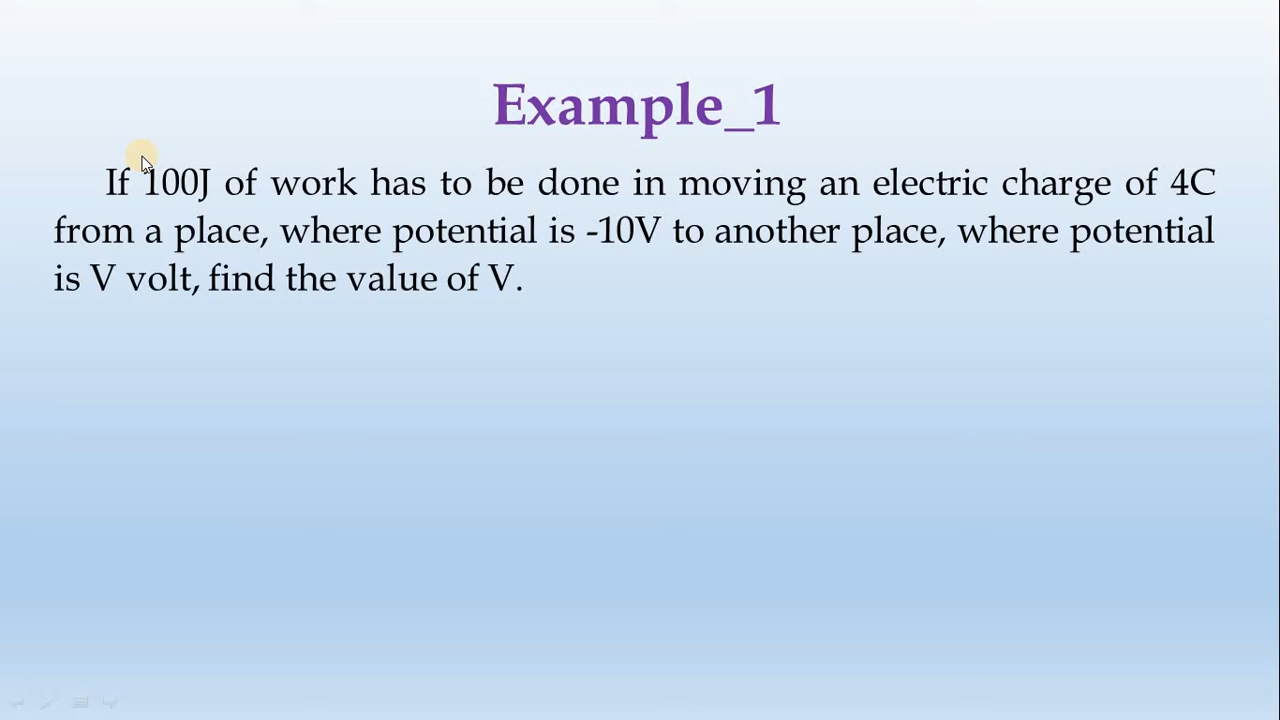 Example_1
If 100J of work has to be done in moving an electric charge of 4C
from a place, where potential is -10V to another place, where potential
is V volt, find the value of V.